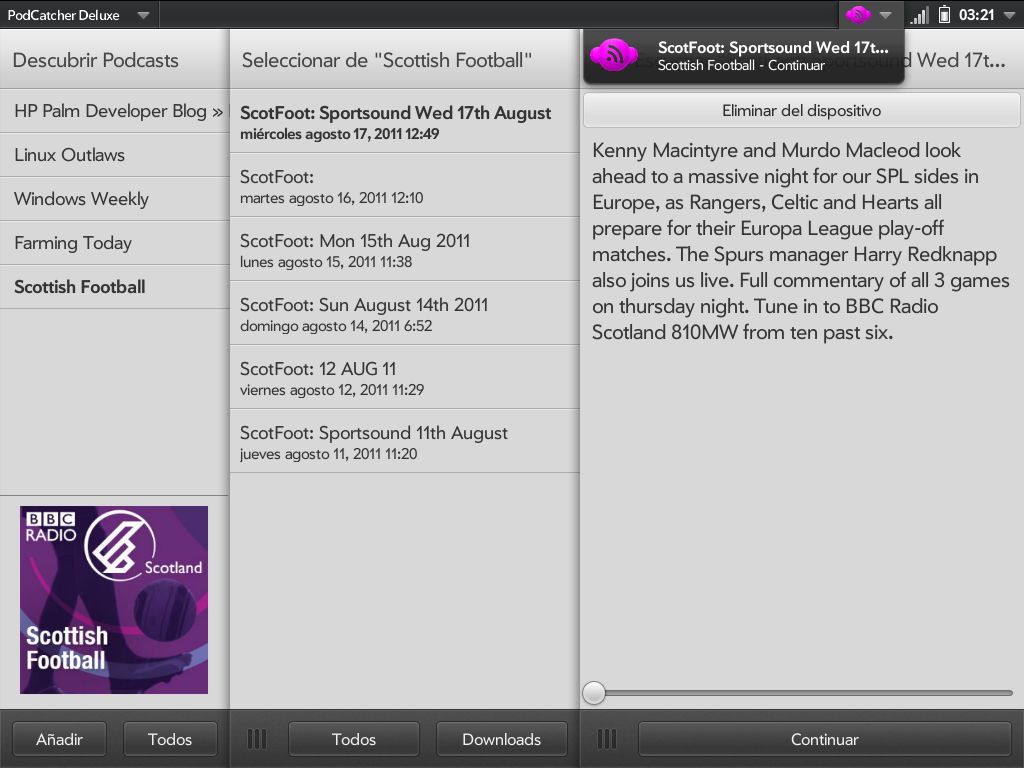 PodCatcher Deluxe
03:21
ScotFoot: Sportsound Wed 17t...
Scottish Football - Continuar
Descubrir Podcasts
HP Palm Developer Blog »
Linux Outlaws
Windows Weekly
Farming Today
Scottish Football
BBC
RADIO
Scotland
Scottish
Football
Añadir
Todos
Seleccionar de "Scottish Football"
ScotFoot: Sportsound Wed 17th August
miércoles agosto 17, 2011 12:49
ScotFoot:
martes agosto 16, 2011 12:10
ScotFoot: Mon 15th Aug 2011
lunes agosto 15, 2011 11:38
ScotFoot: Sun August 14th 2011
domingo agosto 14, 2011 6:52
ScotFoot: 12 AUG 11
viernes agosto 12, 2011 11:29
ScotFoot: Sportsound 11th August
jueves agosto 11, 2011 11:20
Todos
Downloads
Wed 17t...
Eliminar del dispositivo
Kenny Macintyre and Murdo Macleod look
ahead to a massive night for our SPL sides in
Europe, as Rangers, Celtic and Hearts all
prepare for their Europa League play-off
matches. The Spurs manager Harry Redknapp
also joins us live. Full commentary of all 3 games
on thursday night. Tune in to BBC Radio
Scotland 810MW from ten past six.
Continuar